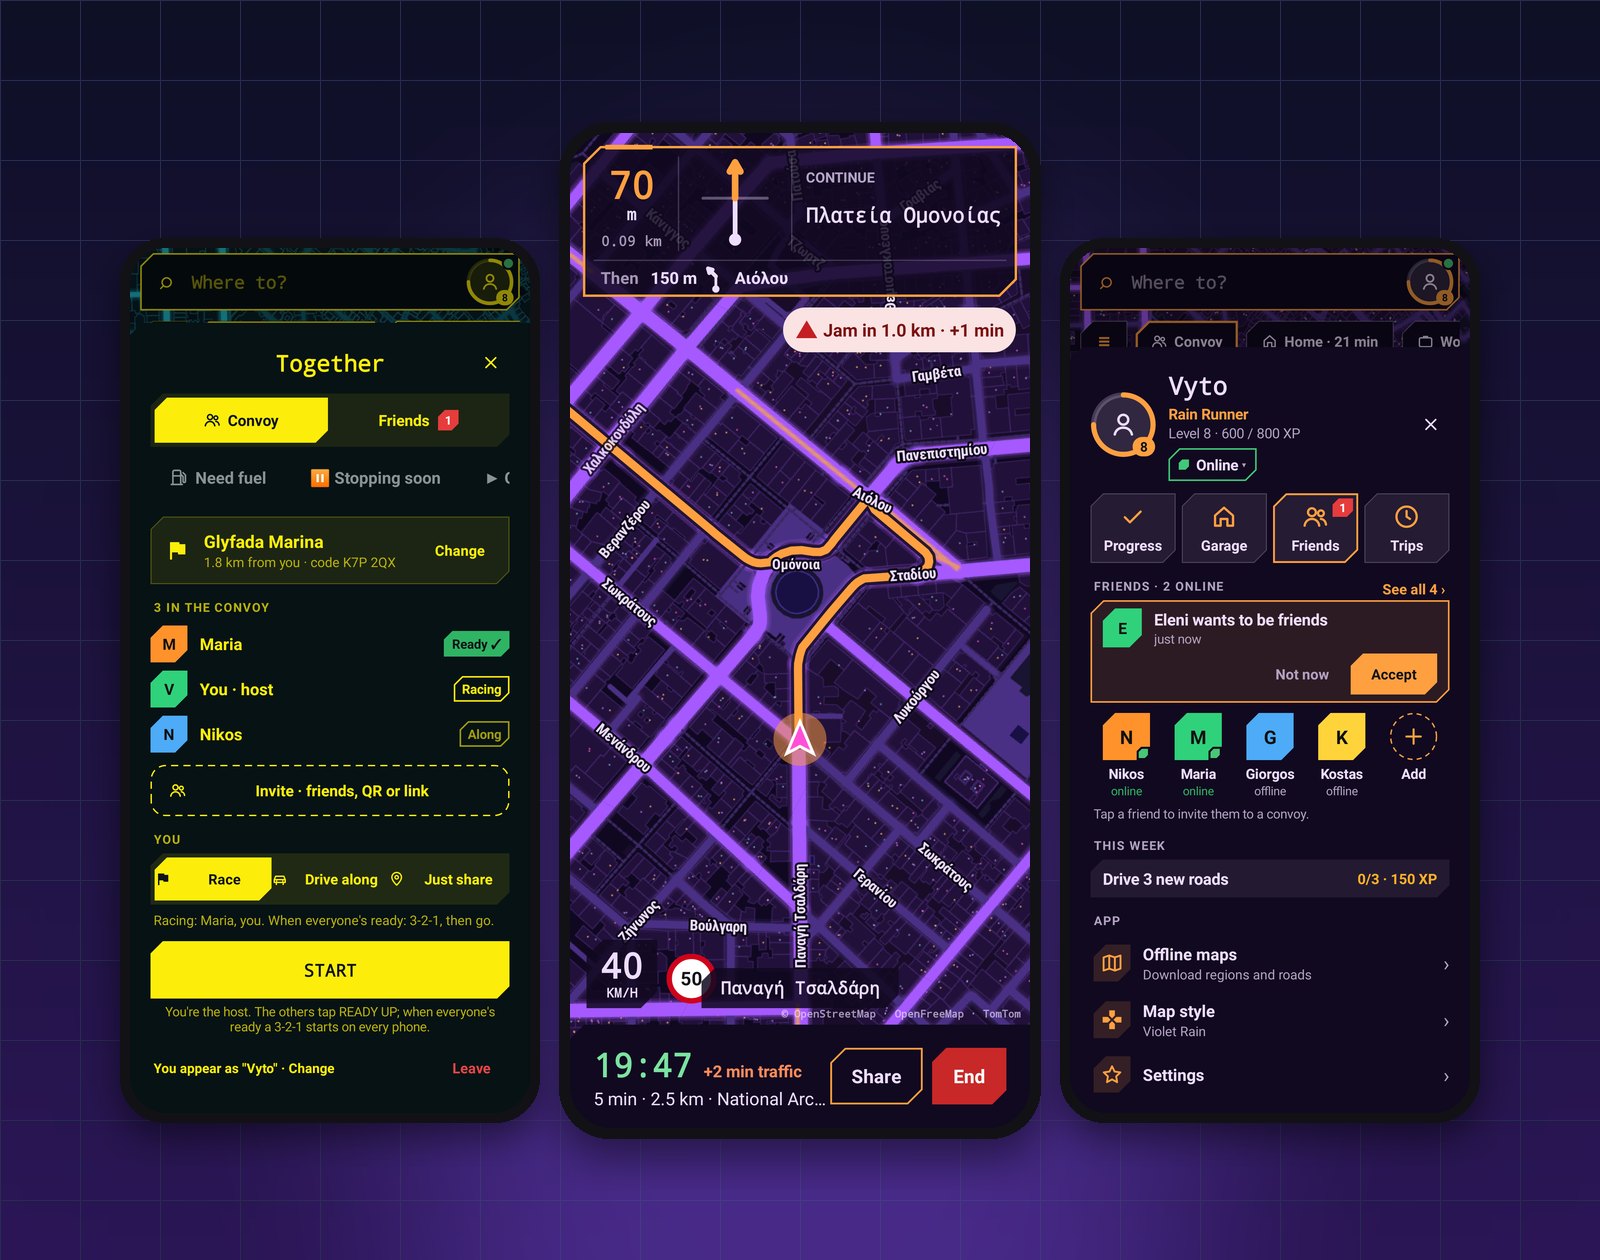 Where to?
8
Together
Convoy
Friends 1
Need fuel
Stopping soon
Glyfada Marina
1.8 km from you · code K7P 2QX
Change
3 IN THE CONVOY
M Maria Ready ✓
V You · host Racing
N Nikos Along
Invite · friends, QR or link
YOU
Race Drive along Just share
Racing: Maria, you. When everyone's ready: 3-2-1, then go.
START
You're the host. The others tap READY UP; when everyone's
ready a 3-2-1 starts on every phone.
You appear as "Vyto" · Change Leave
70
m
0.09 km
CONTINUE
Πλατεία Ομονοίας
Then 150 m Αιόλου
Jam in 1.0 km · +1 min
Γαμβέτα
Χαλκοκονδύλη
Πανεπιστημίου
Αιόλου
Βερανζέρου
Ομόνοια
Σταδίου
Σωκράτους
Λυκούργου
Μενάνδρου
Σωκράτους
Γερανίου
Παναγή Τσαλδάρη
Ζήνωνος
Βούλγαρη
40
KM/H
50
Παναγή Τσαλδάρη
© OpenStreetMap · OpenFreeMap · TomTom
19:47 +2 min traffic
5 min · 2.5 km · National Arc…
Share
End
Where to?
8
Convoy
Home · 21 min
Wo
Vyto
Rain Runner
Level 8 · 600 / 800 XP
8
Online
Progress
Garage
Friends 1
Trips
FRIENDS · 2 ONLINE See all 4 ›
E Eleni wants to be friends
just now
Not now Accept
N M G K
Nikos Maria Giorgos Kostas Add
online online offline offline
Tap a friend to invite them to a convoy.
THIS WEEK
Drive 3 new roads 0/3 · 150 XP
APP
Offline maps
Download regions and roads
Map style
Violet Rain
Settings